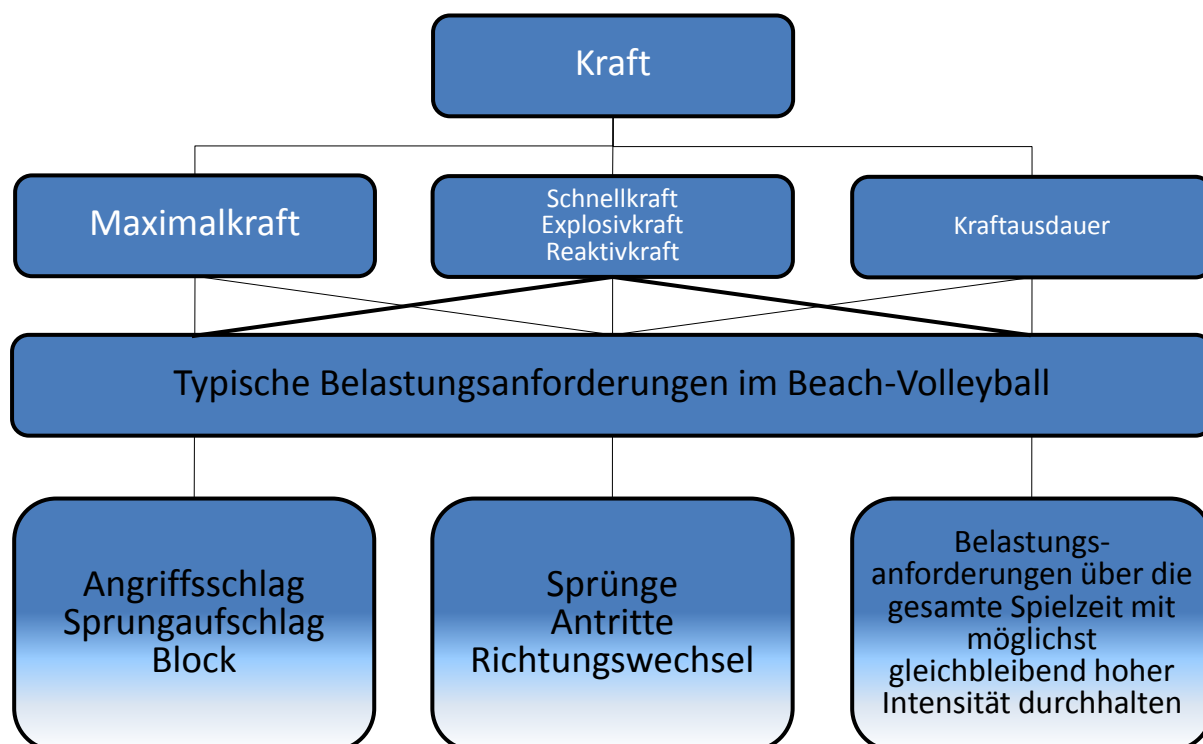 Kraft
Maximalkraft
Schnellkraft
Explosivkraft
Reaktivkraft
Kraftausdauer
Typische Belastungsanforderungen im Beach-Volleyball
Angriffsschlag
Sprungaufschlag
Block
Sprünge
Antritte
Richtungswechsel
Belastungs-
anforderungen über die
gesamte Spielzeit mit
möglichst
gleichbleibend hoher
Intensität durchhalten